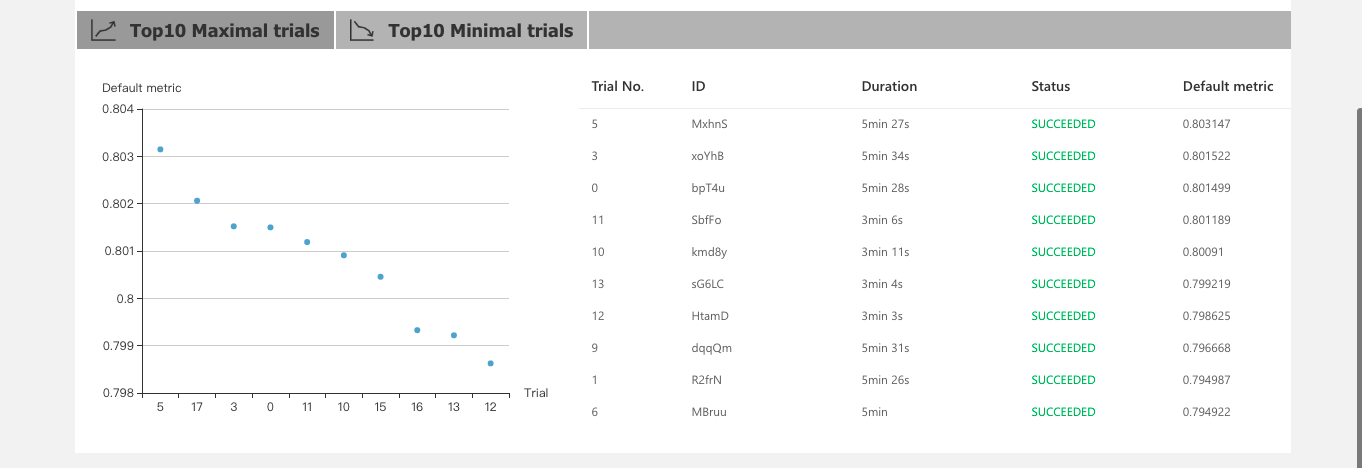 Top10 Maximal trials Top10 Minimal trials
Default metric
0.804
0.803
0.802
0.801
0.8
0.799
0.798
5 17 3 0 11 10 15 16 13 12
Trial
Trial No. ID Duration Status Default metric
5 MxhnS 5min 27s SUCCEEDED 0.803147
3 xoYhB 5min 34s SUCCEEDED 0.801522
0 bpT4u 5min 28s SUCCEEDED 0.801499
11 SbfFo 3min 6s SUCCEEDED 0.801189
10 kmd8y 3min 11s SUCCEEDED 0.80091
13 sG6LC 3min 4s SUCCEEDED 0.799219
12 HtamD 3min 3s SUCCEEDED 0.798625
9 dqqQm 5min 31s SUCCEEDED 0.796668
1 R2frN 5min 26s SUCCEEDED 0.794987
6 MBruu 5min SUCCEEDED 0.794922